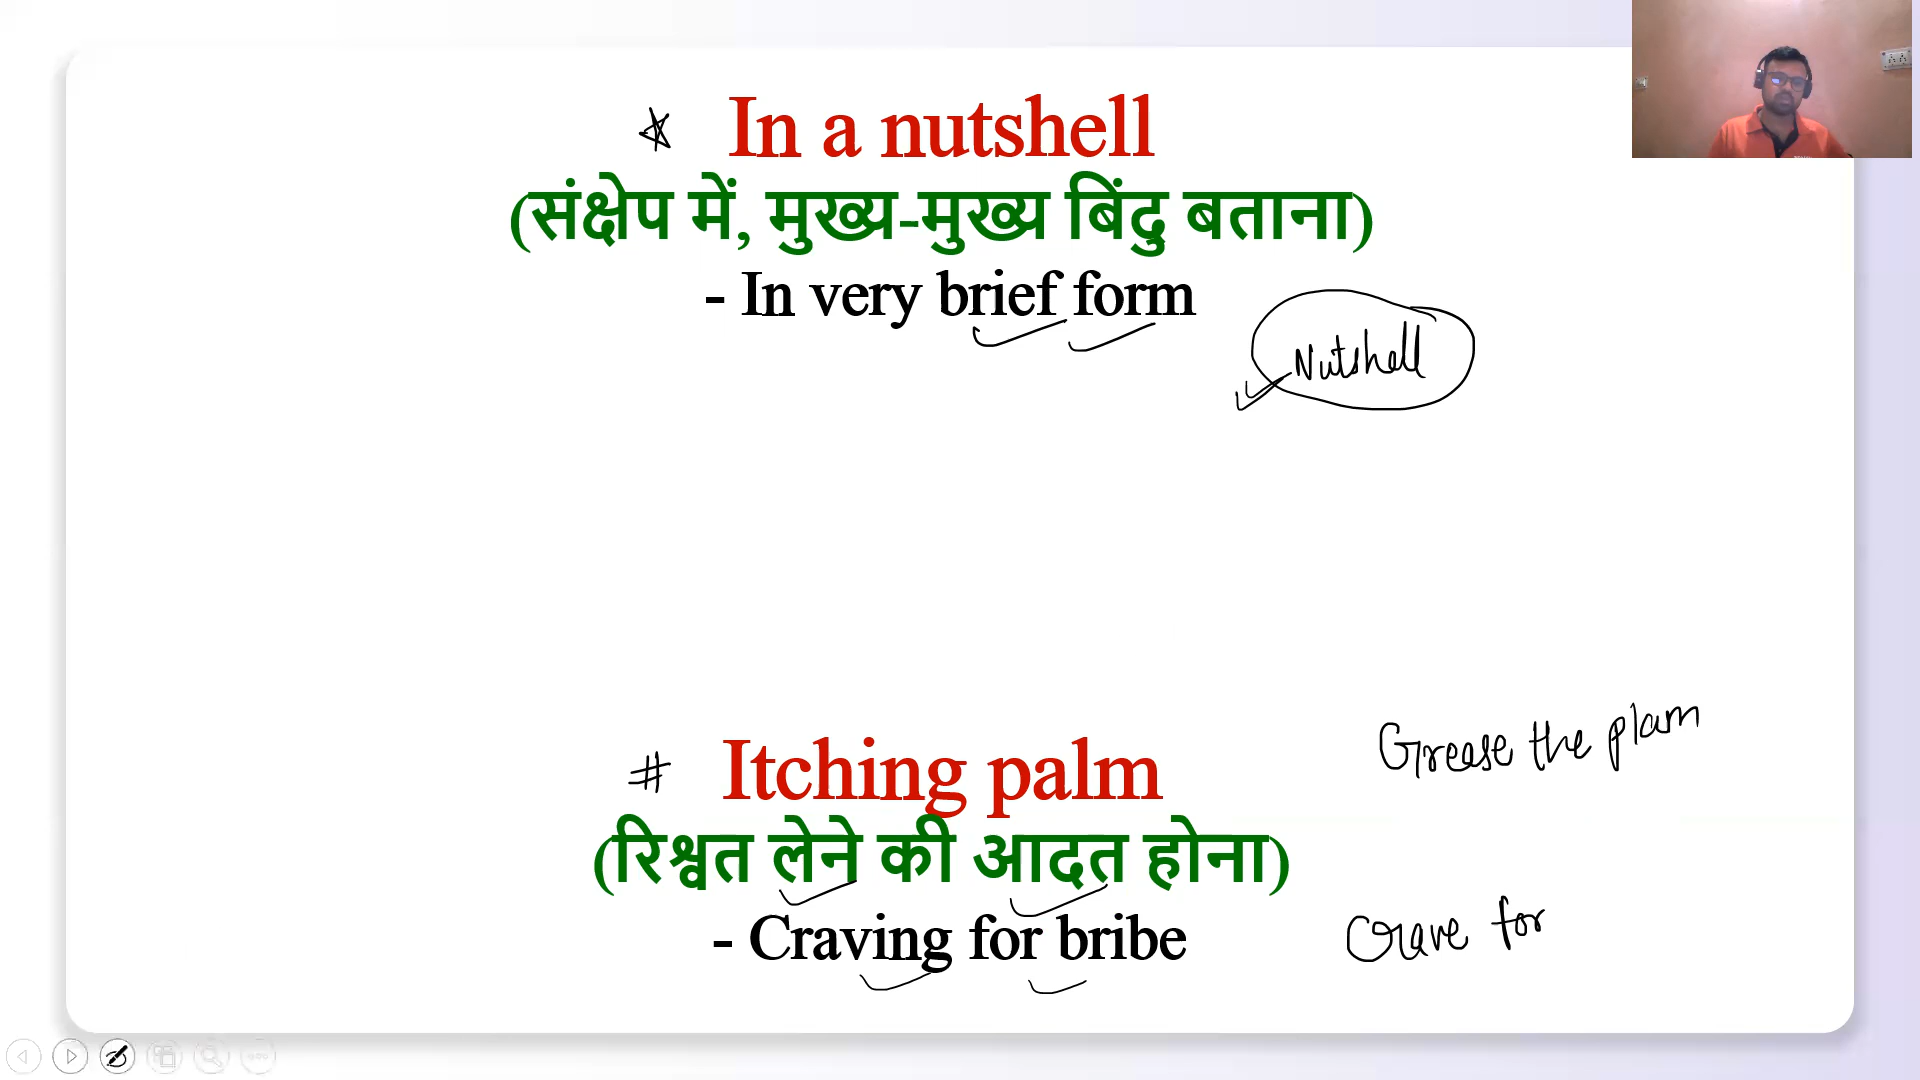 In a nutshell
(संक्षेप में, मुख्य-मुख्य बिंदु बताना)
- In very brief form
Nutshell
Grease the plam
# Itching palm
(रिश्वत लेने की आदत होना)
- Craving for bribe
Crave for